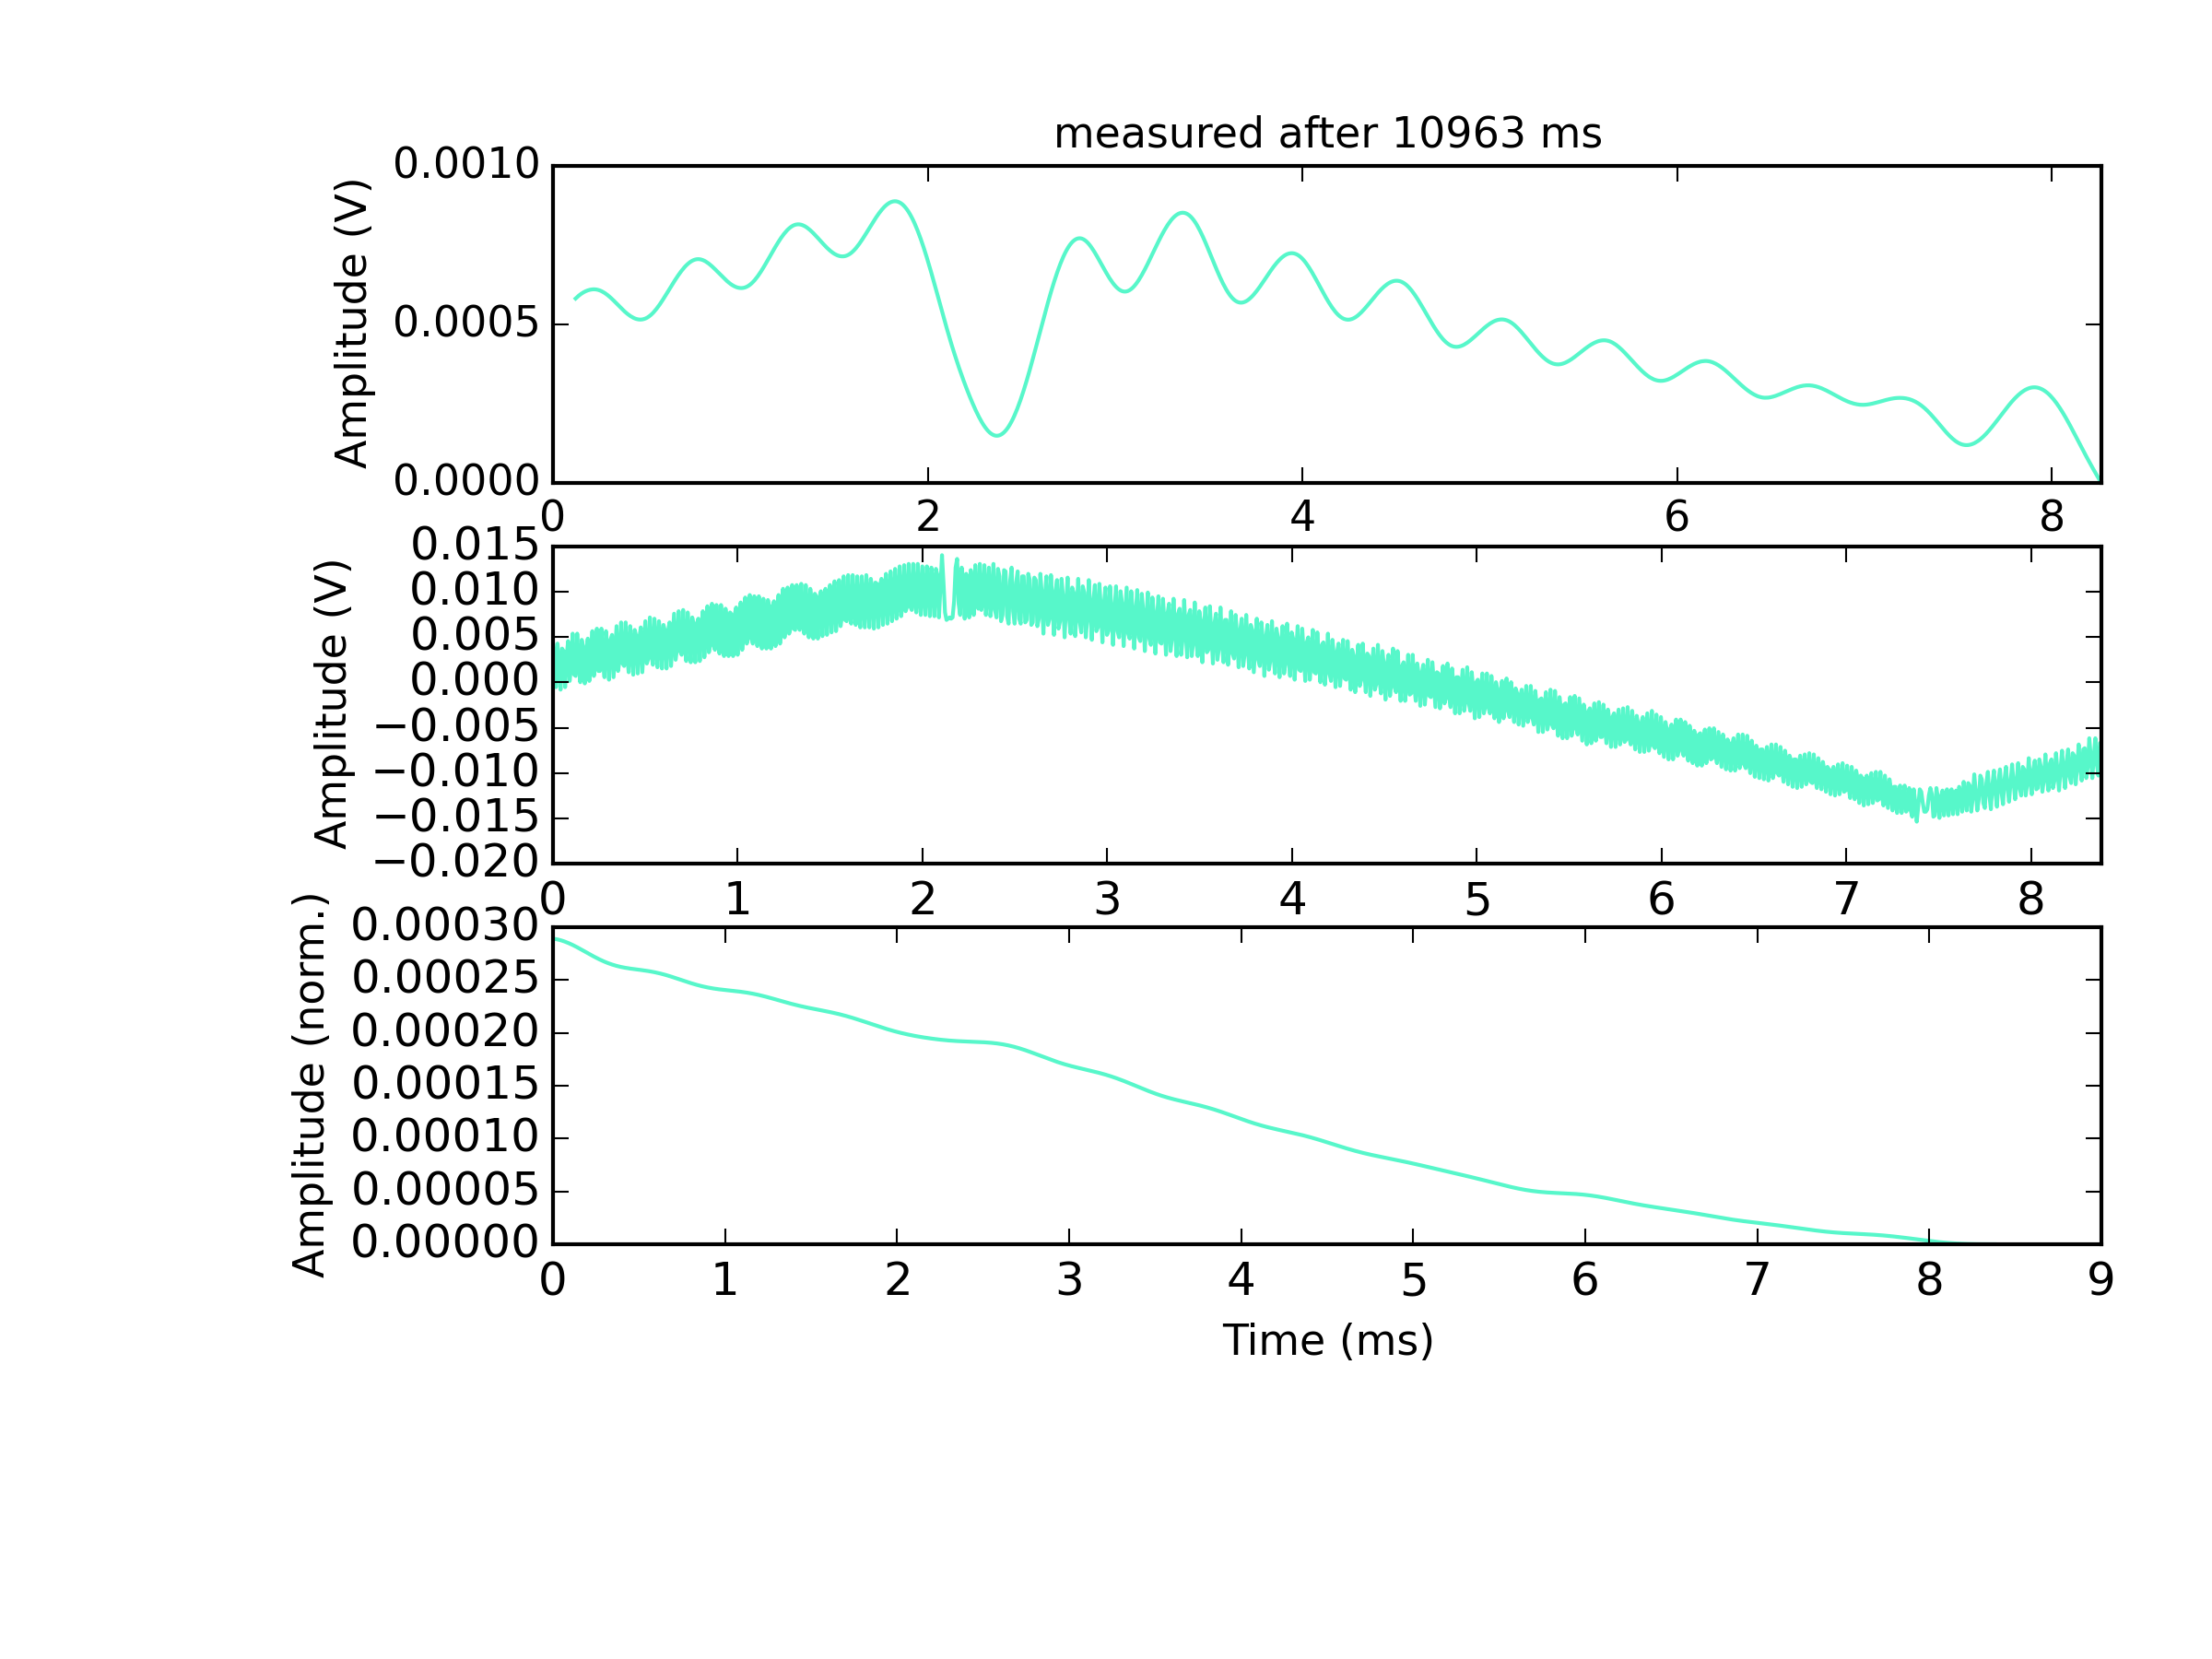 measured after 10963 ms
Amplitude (V)
0.0010
0.0005
0.0000
0 2 4 6 8
Amplitude (V)
0.015
0.010
0.005
0.000
−0.005
−0.010
−0.015
−0.020
0 1 2 3 4 5 6 7 8
Amplitude (norm.)
0.00030
0.00025
0.00020
0.00015
0.00010
0.00005
0.00000
0 1 2 3 4 5 6 7 8 9
Time (ms)